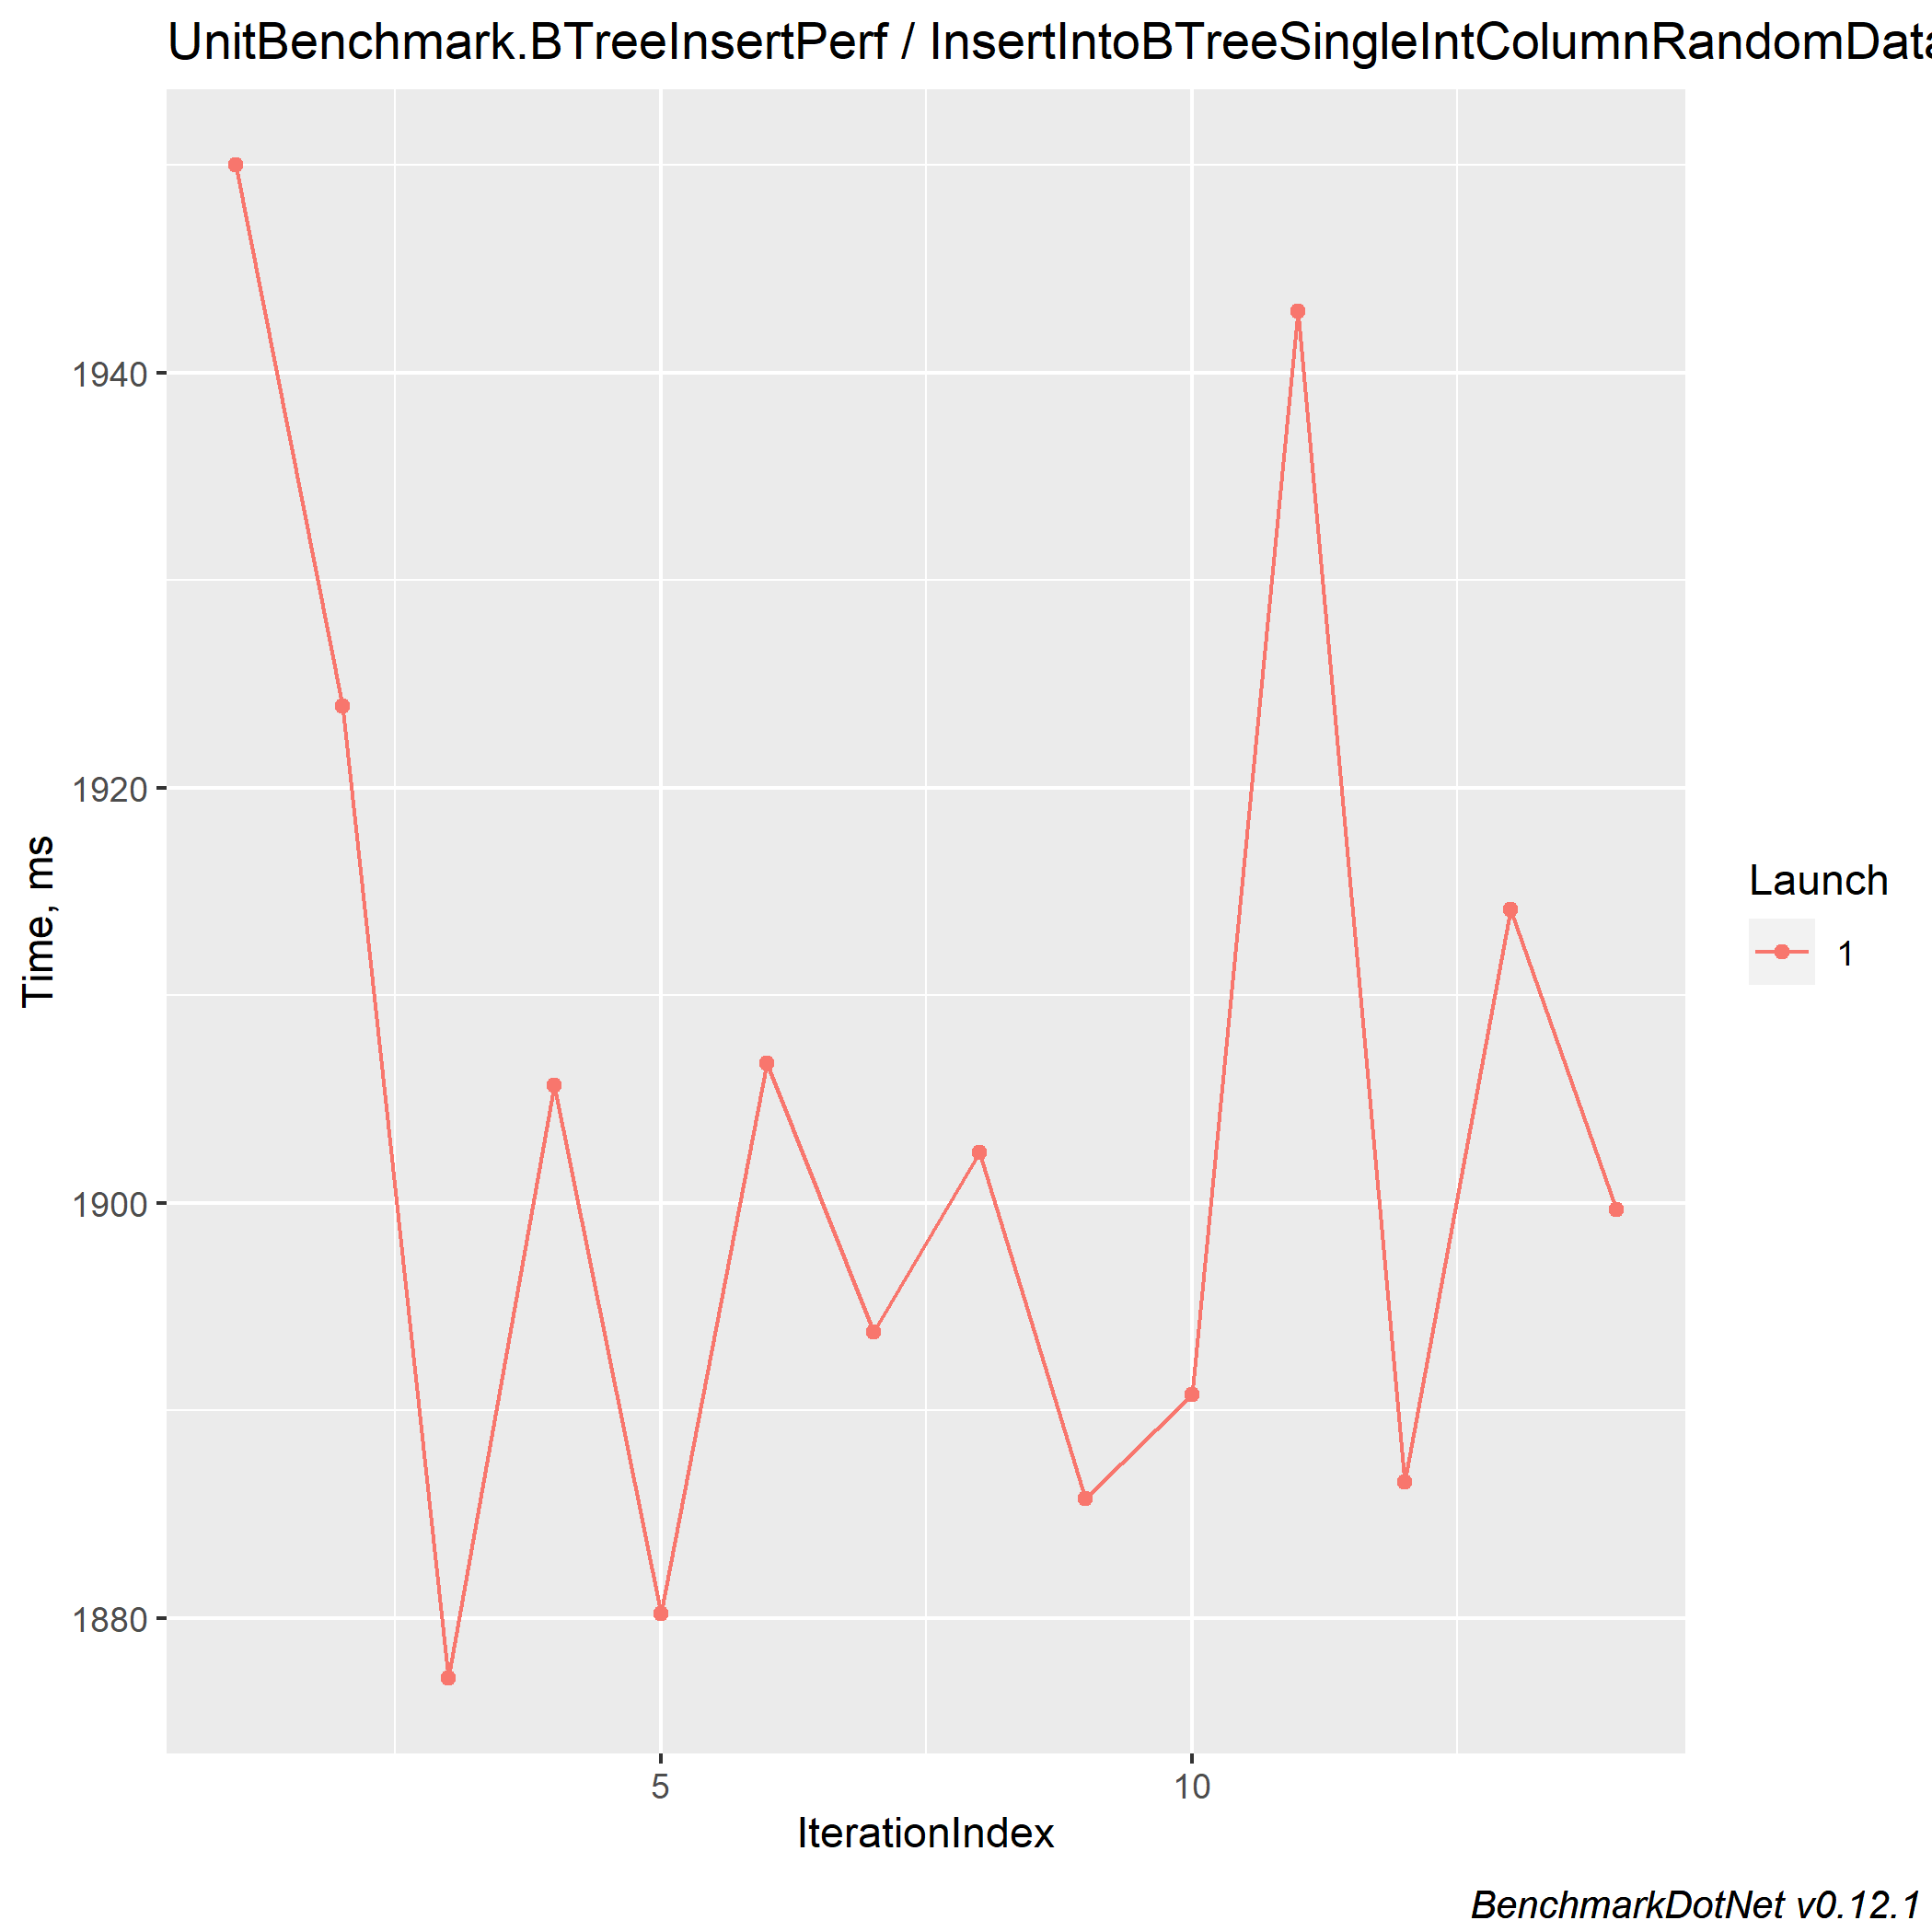 UnitBenchmark.BTreeInsertPerf / InsertIntoBTreeSingleIntColumnRandomData
1940
1920
1900
1880
Time, ms
5
10
IterationIndex
Launch
1
BenchmarkDotNet v0.12.1